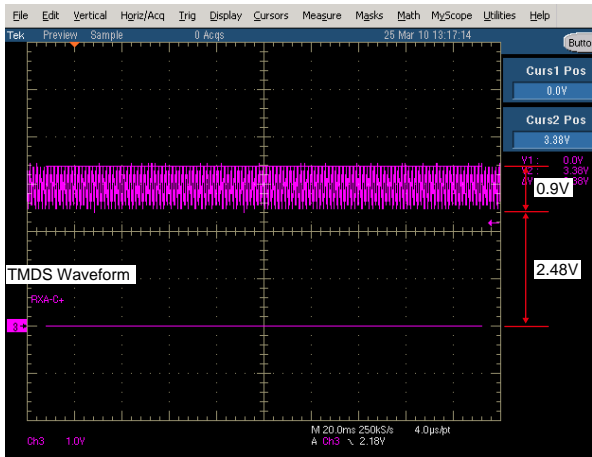 File Edit Vertical Horiz/Acq Trig Display Cursors Measure Masks Math MyScope Utilities Help
Tek Preview Sample 0 Acqs 25 Mar 10 13:17:14
Butto
Curs1 Pos
0.0V
Curs2 Pos
3.38V
V1: 0.0V
V2: 3.38V
0.9V
2.48V
TMDS Waveform
RXA-C+
3
M 20.0ms 250kS/s 4.0µs/pt
Ch3 1.0V A Ch3 \ 2.18V